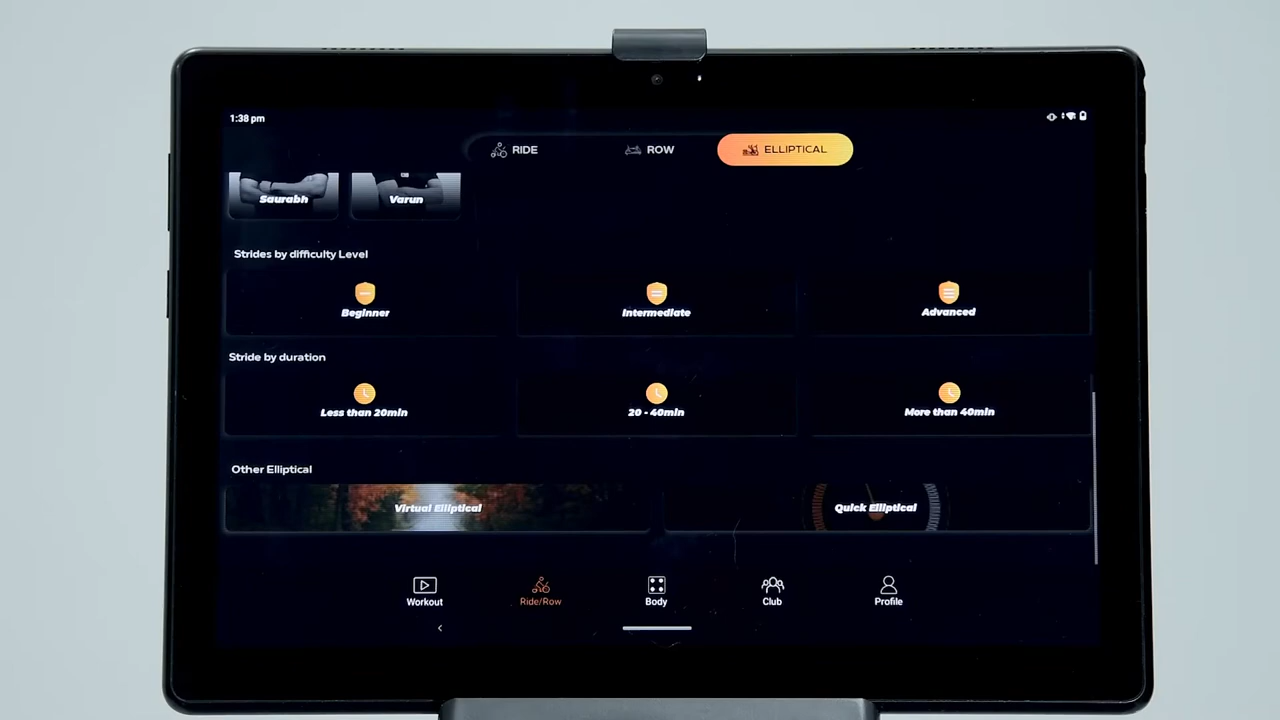 1:38 pm
RIDE
ROW
ELLIPTICAL
Saurabh
Varun
Strides by difficulty Level
Beginner
Intermediate
Advanced
Stride by duration
Less than 20min
20 - 40min
More than 40min
Other Elliptical
Virtual Elliptical
Quick Elliptical
Workout
Ride/Row
Body
Club
Profile